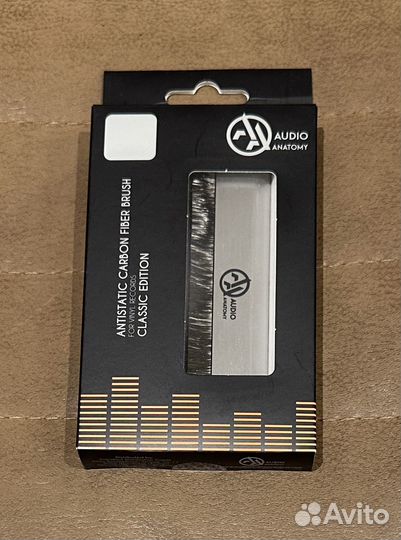 AUDIO
ANATOMY
ANTISTATIC CARBON FIBER BRUSH
FOR VINYL RECORDS
CLASSIC EDITION
AUDIO
ANATOMY
Avito